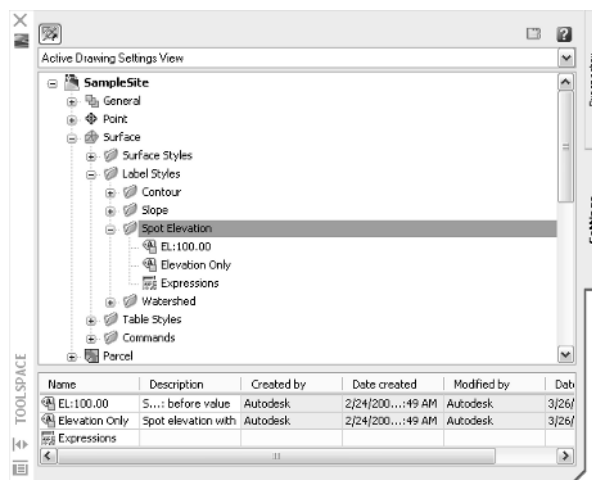 Active Drawing Settings View
SampleSite
General
Point
Surface
Surface Styles
Label Styles
Contour
Slope
Spot Elevation
EL:100.00
Elevation Only
Expressions
Watershed
Table Styles
Commands
Parcel
TOOLSPACE
Settings
Name Description Created by Date created Modified by
EL:100.00 S...: before value Autodesk 2/24/200...:49 AM Autodesk 3/26/
Elevation Only Spot elevation with Autodesk 2/24/200...:49 AM Autodesk 3/26/
Expressions